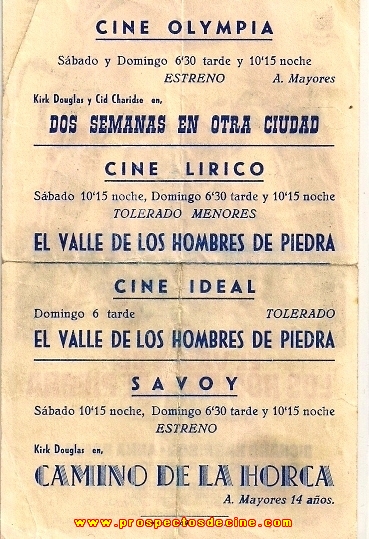 CINE OLYMPIA
Sábado y Domingo 6'30 tarde y 10'15 noche
ESTRENO A. Mayores
Kirk Douglas y Cid Charidse en,
DOS SEMANAS EN OTRA CIUDAD
CINE LIRICO
Sábado 10'15 noche, Domingo 6'30 tarde y 10'15 noche
TOLERADO MENORES
EL VALLE DE LOS HOMBRES DE PIEDRA
CINE IDEAL
Domingo 6 tarde TOLERADO
EL VALLE DE LOS HOMBRES DE PIEDRA
SAVOY
Sábado 10'15 noche, Domingo 6'30 tarde y 10'15 noche
ESTRENO
Kirk Douglas en,
CAMINO DE LA HORCA
A. Mayores 14 años.
www.prospectosdecine.com